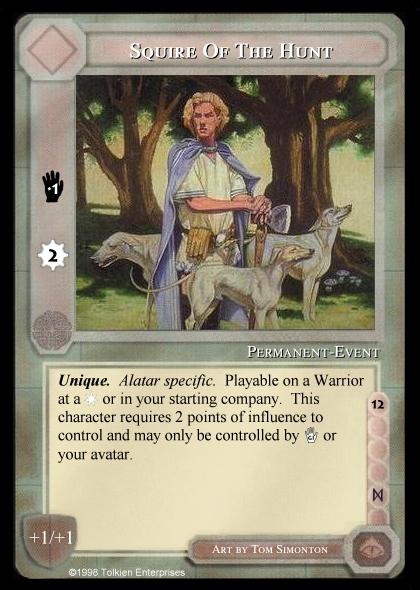 SQUIRE OF THE HUNT
1
2
PERMANENT-EVENT
Unique. Alatar specific. Playable on a Warrior
at a or in your starting company. This
character requires 2 points of influence to
control and may only be controlled by or
your avatar.
12
+1/+1
ART BY TOM SIMONTON
©1998 Tolkien Enterprises